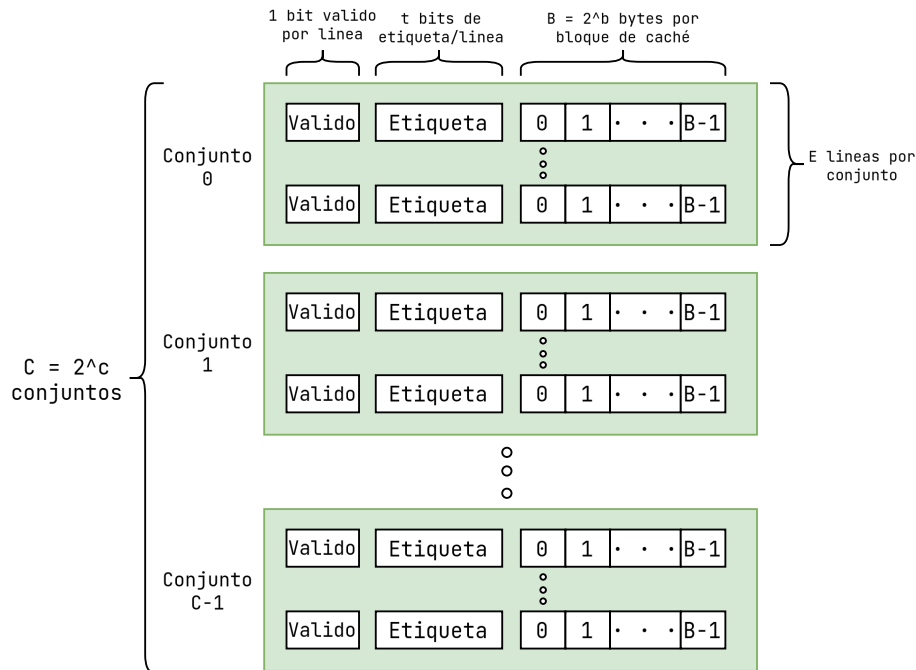 1 bit valido
por linea
t bits de
etiqueta/linea
B = 2^b bytes por
bloque de caché
Conjunto
0
Valido Etiqueta 0 1 · · · B-1
Valido Etiqueta 0 1 · · · B-1
E lineas por
conjunto
Conjunto
1
Valido Etiqueta 0 1 · · · B-1
Valido Etiqueta 0 1 · · · B-1
C = 2^c
conjuntos
Conjunto
C-1
Valido Etiqueta 0 1 · · · B-1
Valido Etiqueta 0 1 · · · B-1